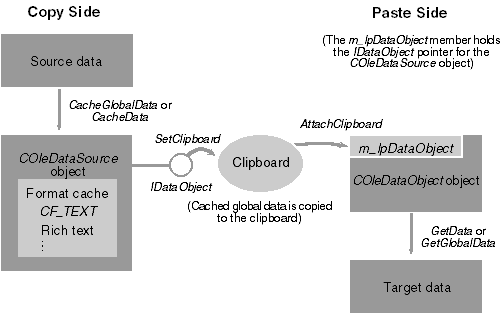 Copy Side
Paste Side
(The m_lpDataObject member holds
the IDataObject pointer for the
COleDataSource object)
Source data
CacheGlobalData or
CacheData
SetClipboard
AttachClipboard
COleDataSource
object
Format cache
CF_TEXT
Rich text
⋮
IDataObject
Clipboard
(Cached global data is copied
to the clipboard)
m_lpDataObject
COleDataObject object
GetData or
GetGlobalData
Target data